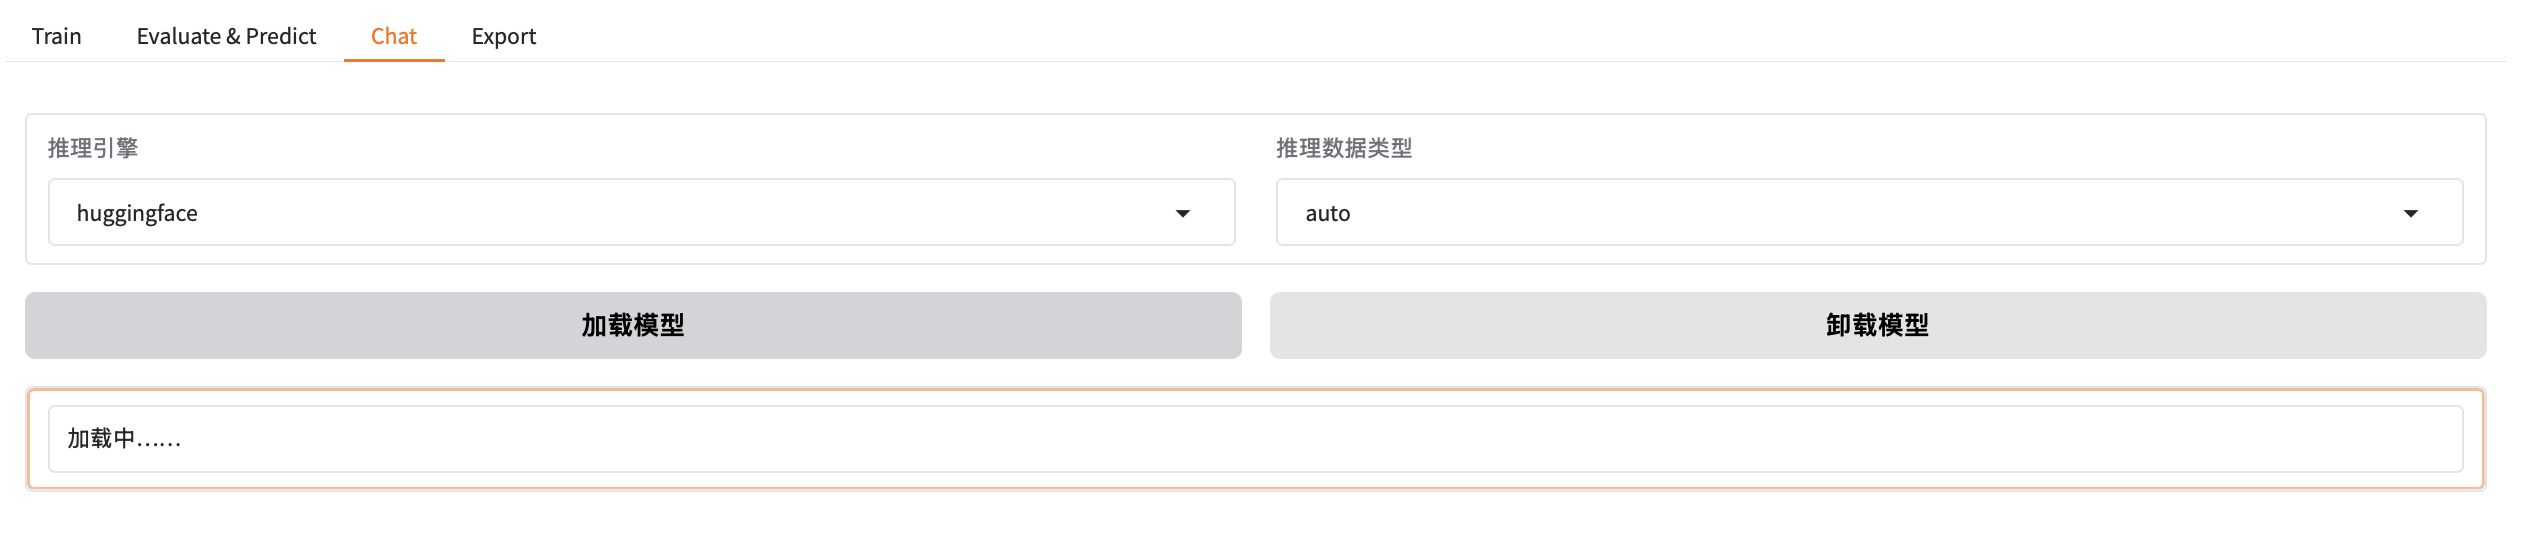 Train Evaluate & Predict Chat Export
推理引擎 推理数据类型
huggingface auto
加载模型 卸载模型
加载中……